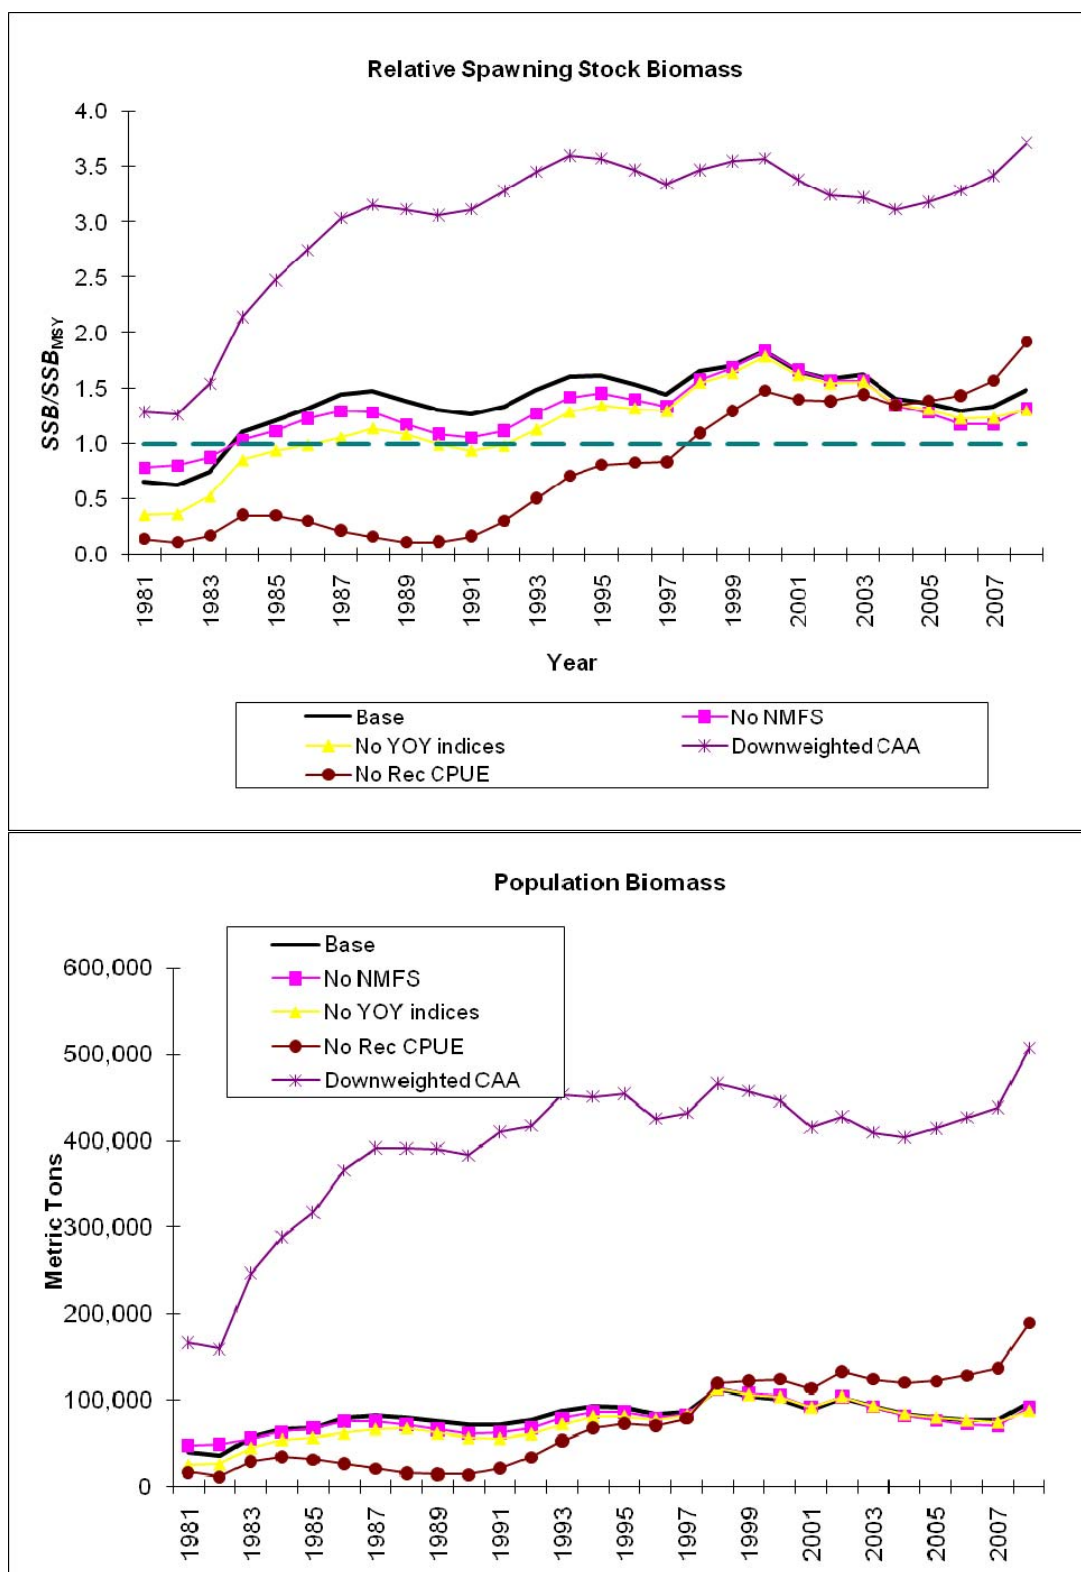 Relative Spawning Stock Biomass
4.0
3.5
3.0
2.5
2.0
1.5
1.0
0.5
0.0
SSB/SSBMSY
1981 1983 1985 1987 1989 1991 1993 1995 1997 1999 2001 2003 2005 2007
Year
Base No NMFS
No YOY indices Downweighted CAA
No Rec CPUE
Population Biomass
Base
No NMFS
No YOY indices
No Rec CPUE
Downweighted CAA
600,000
500,000
400,000
300,000
200,000
100,000
0
Metric Tons
1981 1983 1985 1987 1989 1991 1993 1995 1997 1999 2001 2003 2005 2007